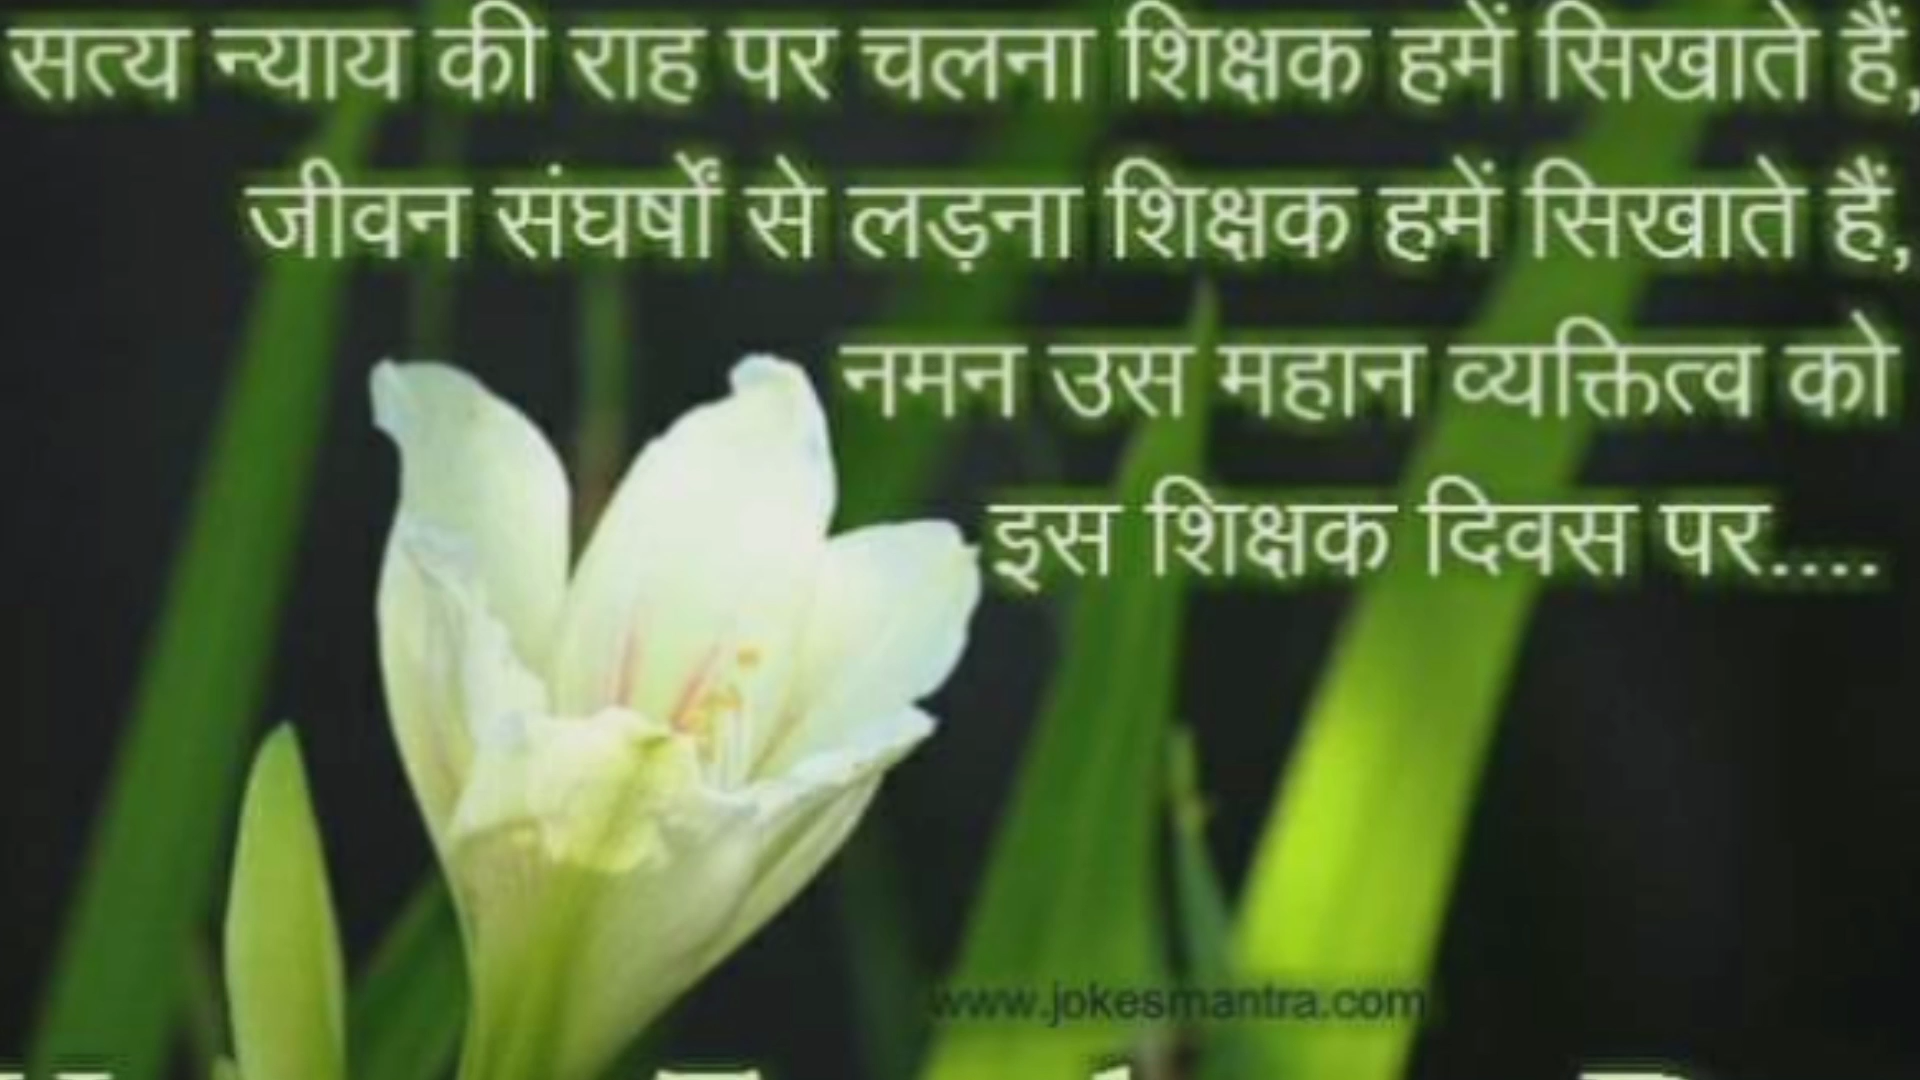 सत्य न्याय की राह पर चलना शिक्षक हमें सिखाते हैं,
जीवन संघर्षों से लड़ना शिक्षक हमें सिखाते हैं,
नमन उस महान व्यक्तित्व को
इस शिक्षक दिवस पर....
www.jokesmantra.com